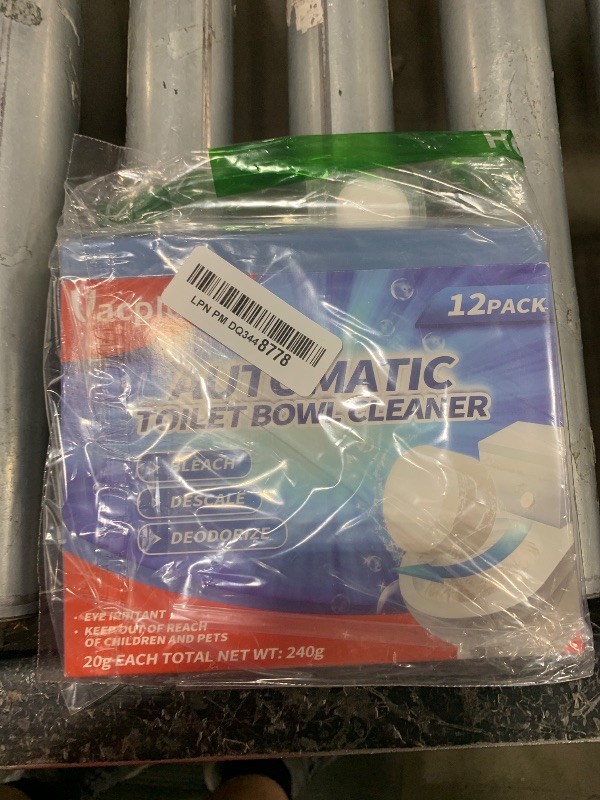 12PACK
LPN PM DQ3448778
AUTOMATIC
TOILET BOWL CLEANER
BLEACH
DESCALE
DEODORIZE
• EYE IRRITANT
• KEEP OUT OF REACH
OF CHILDREN AND PETS
20g EACH TOTAL NET WT: 240g